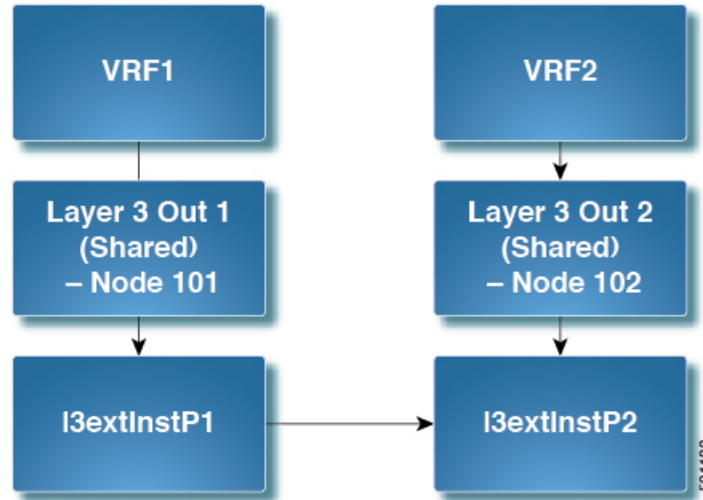 VRF1
VRF2
Layer 3 Out 1
(Shared)
– Node 101
Layer 3 Out 2
(Shared)
– Node 102
l3extInstP1
l3extInstP2